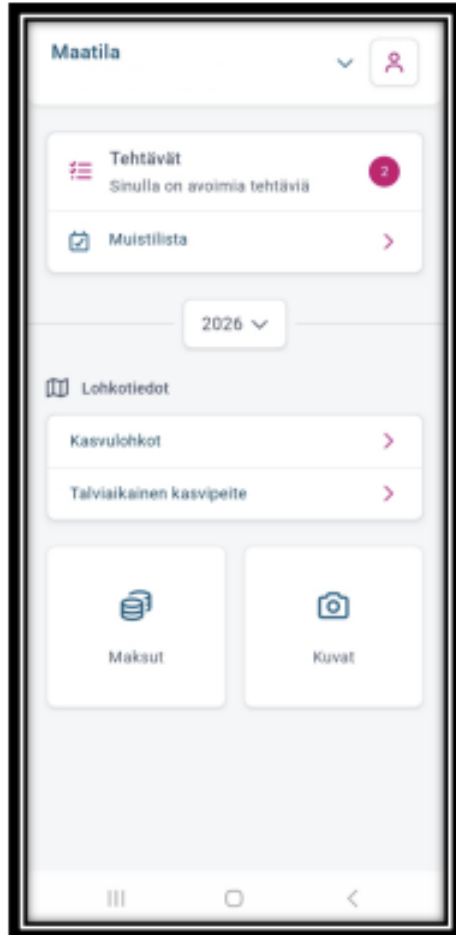 Maatila
Tehtävät
2
Sinulla on avoimia tehtäviä
Muistilista
2026
Lohkotiedot
Kasvulohkot
Talviaikainen kasvipeite
Maksut
Kuvat